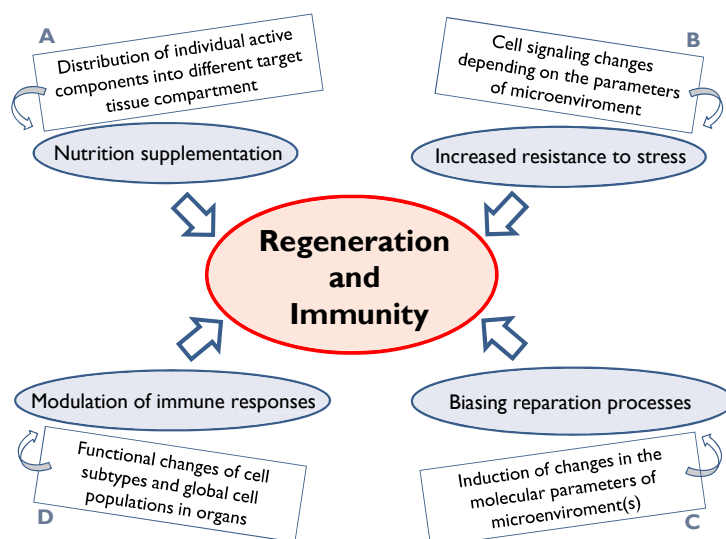 A
Distribution of individual active
components into different target
tissue compartment
Nutrition supplementation
B
Cell signaling changes
depending on the parameters
of microenviroment
Increased resistance to stress
Regeneration
and
Immunity
Modulation of immune responses
Functional changes of cell
subtypes and global cell
populations in organs
D
Biasing reparation processes
Induction of changes in the
molecular parameters of
microenviroment(s)
C